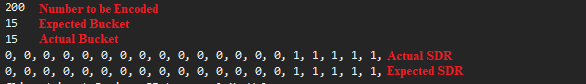 200 Number to be Encoded
15 Expected Bucket
15 Actual Bucket
0, 0, 0, 0, 0, 0, 0, 0, 0, 0, 0, 0, 0, 0, 0, 0, 1, 1, 1, 1, 1, Actual SDR
0, 0, 0, 0, 0, 0, 0, 0, 0, 0, 0, 0, 0, 0, 0, 0, 1, 1, 1, 1, 1, Expected SDR